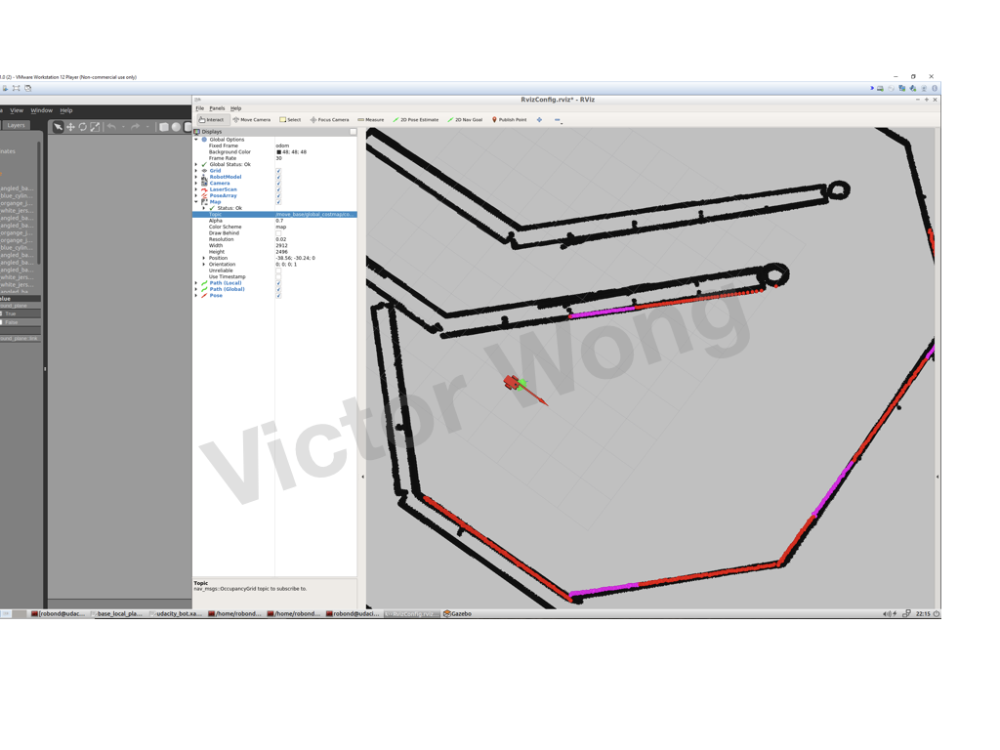 .0 (2) - VMware Workstation 12 Player (Non-commercial use only)
RvizConfig.rviz* - RViz
View Window Help
File Panels Help
Layers
Interact Move Camera Select Focus Camera Measure 2D Pose Estimate 2D Nav Goal Publish Point
Displays
Global Options
Fixed Frame odom
Background Color 48; 48; 48
Frame Rate 30
Global Status: Ok
Grid
RobotModel
Camera
LaserScan
PoseArray
Map
Status: Ok
Topic /move_base/global_costmap/co...
Alpha 0.7
Color Scheme map
Draw Behind
Resolution 0.02
Width 2912
Height 2496
Position -38.56; -30.24; 0
Orientation 0; 0; 0; 1
Unreliable
Use Timestamp
Path (Local)
Path (Global)
Pose
inates
angled_ba...
blue_cylin...
organge_j...
white_jers...
angled_ba...
angled_ba...
organge_j...
angled_ba...
blue_cylin...
angled_ba...
angled_ba...
angled_ba...
white_jers...
angled_ba...
alue
ound_plane
True
False
Victor Wong
Topic
nav_msgs::OccupancyGrid topic to subscribe to.
[robond@udac... base_local_pla... udacity_bot.xa... /home/robond... /home/robond... robond@udaci... RvizConfig.rviz... Gazebo 22:15